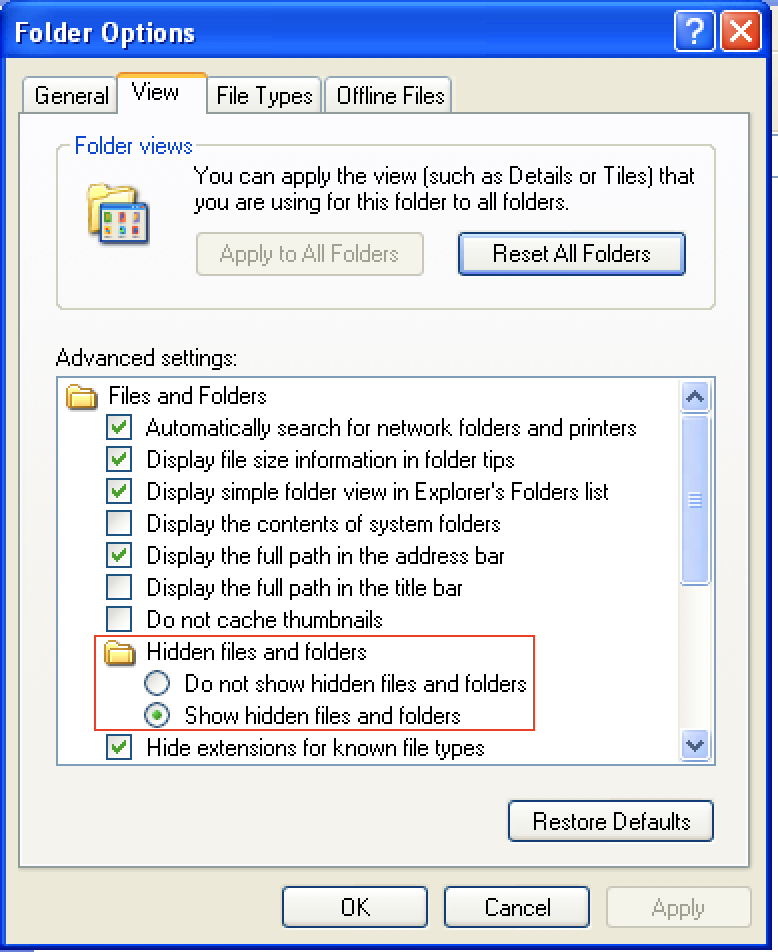 Folder Options
General View File Types Offline Files
Folder views
You can apply the view (such as Details or Tiles) that
you are using for this folder to all folders.
Apply to All Folders Reset All Folders
Advanced settings:
Files and Folders
Automatically search for network folders and printers
Display file size information in folder tips
Display simple folder view in Explorer's Folders list
Display the contents of system folders
Display the full path in the address bar
Display the full path in the title bar
Do not cache thumbnails
Hidden files and folders
Do not show hidden files and folders
Show hidden files and folders
Hide extensions for known file types
Restore Defaults
OK Cancel Apply